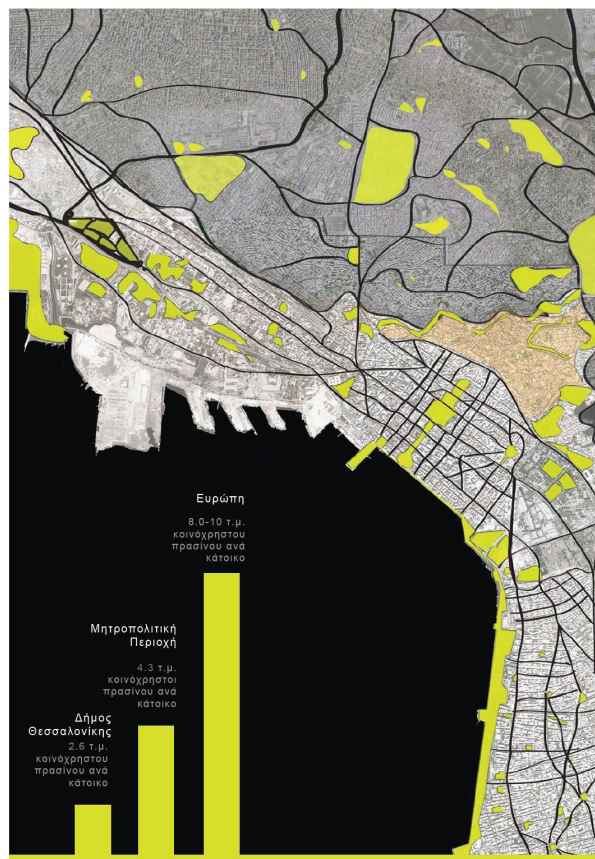 Ευρώπη
8.0-10 τ.μ.
κοινόχρηστου
πρασίνου ανά
κάτοικο
Μητροπολιτική
Περιοχή
4.3 τ.μ.
κοινόχρηστοι
πρασίνου ανά
κάτοικο
Δήμος
Θεσσαλονίκης
2.6 τ.μ.
κοινόχρηστου
πρασίνου ανά
κάτοικο